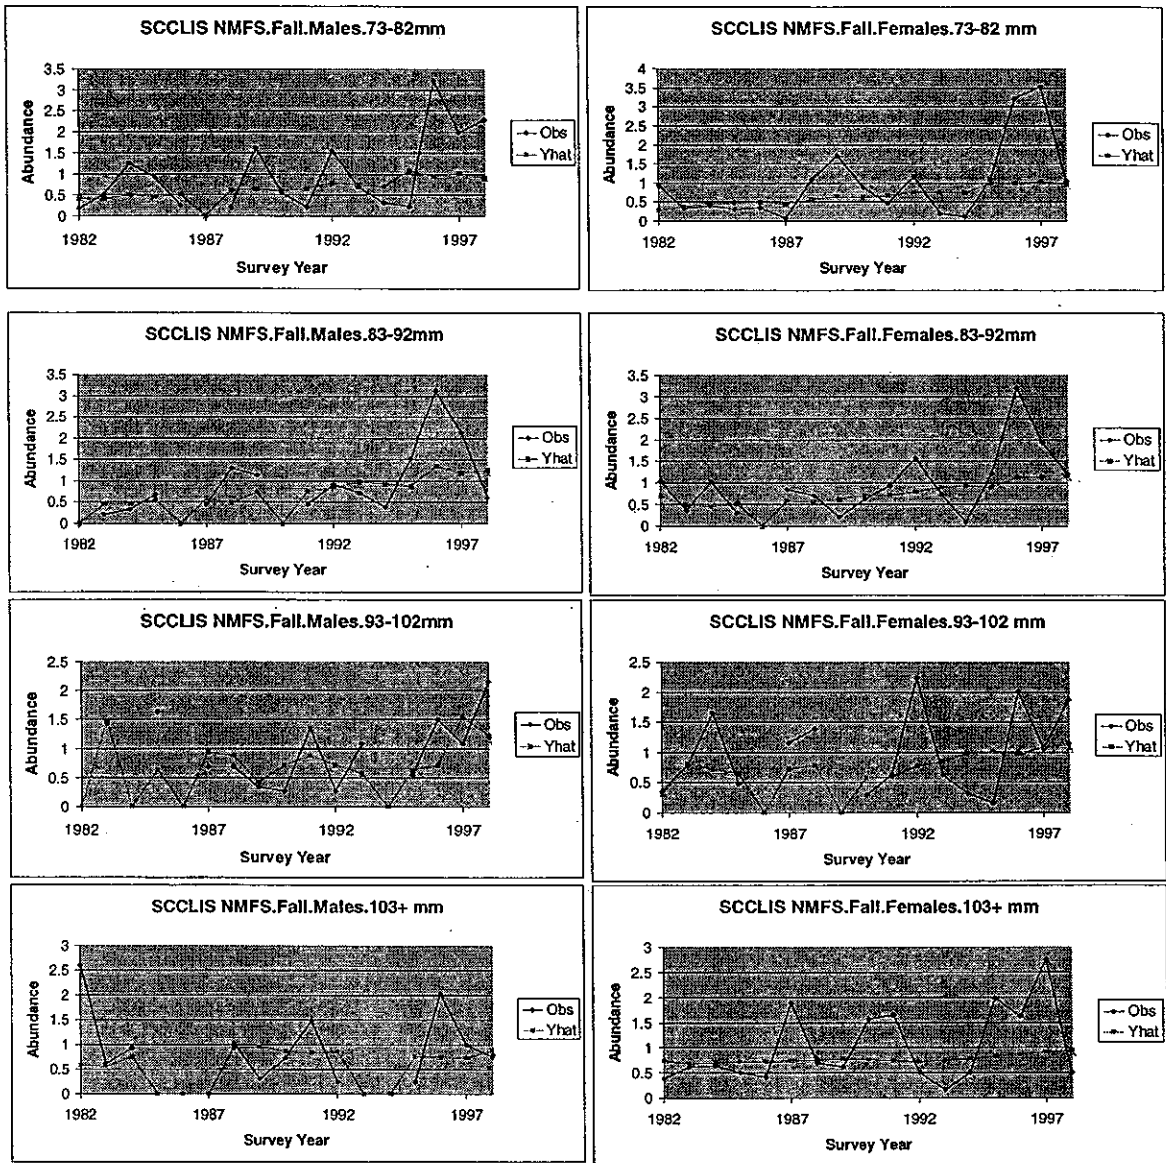 SCCLIS NMFS.Fall.Males.73-82mm
3.5
3
2.5
2
1.5
1
0.5
0
Abundance
1982
1987
1992
1997
Survey Year
Obs
Yhat
SCCLIS NMFS.Fall.Females.73-82 mm
4
3.5
3
2.5
2
1.5
1
0.5
0
Abundance
1982
1987
1992
1997
Survey Year
Obs
Yhat
SCCLIS NMFS.Fall.Males.83-92mm
3.5
3
2.5
2
1.5
1
0.5
0
Abundance
1982
1987
1992
1997
Survey Year
Obs
Yhat
SCCLIS NMFS.Fall.Females.83-92mm
3.5
3
2.5
2
1.5
1
0.5
0
Abundance
1982
1987
1992
1997
Survey Year
Obs
Yhat
SCCLIS NMFS.Fall.Males.93-102mm
2.5
2
1.5
1
0.5
0
Abundance
1982
1987
1992
1997
Survey Year
Obs
Yhat
SCCLIS NMFS.Fall.Females.93-102 mm
2.5
2
1.5
1
0.5
0
Abundance
1982
1987
1992
1997
Survey Year
Obs
Yhat
SCCLIS NMFS.Fall.Males.103+ mm
3
2.5
2
1.5
1
0.5
0
Abundance
1982
1987
1992
1997
Survey Year
Obs
Yhat
SCCLIS NMFS.Fall.Females.103+ mm
3
2.5
2
1.5
1
0.5
0
Abundance
1982
1987
1992
1997
Survey Year
Obs
Yhat